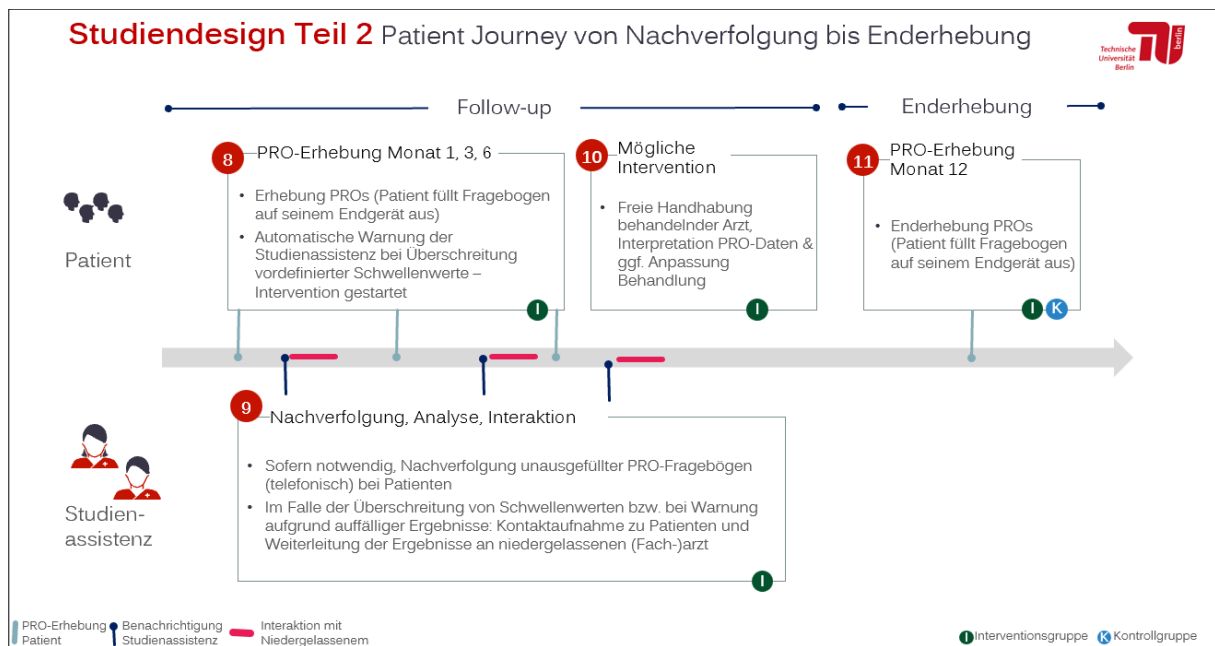 Studiendesign Teil 2 Patient Journey von Nachverfolgung bis Enderhebung
Technische
Universität
Berlin
berlin
Follow-up
Enderhebung
8
PRO-Erhebung Monat 1, 3, 6
• Erhebung PROs (Patient füllt Fragebogen
auf seinem Endgerät aus)
• Automatische Warnung der
Studienassistenz bei Überschreitung
vordefinierter Schwellenwerte –
Intervention gestartet
I
10
Mögliche
Intervention
• Freie Handhabung
behandelnder Arzt,
Interpretation PRO-Daten &
ggf. Anpassung
Behandlung
I
11
PRO-Erhebung
Monat 12
• Enderhebung PROs
(Patient füllt Fragebogen
auf seinem Endgerät aus)
I K
Patient
9
Nachverfolgung, Analyse, Interaktion
• Sofern notwendig, Nachverfolgung unausgefüllter PRO-Fragebögen
(telefonisch) bei Patienten
• Im Falle der Überschreitung von Schwellenwerten bzw. bei Warnung
aufgrund auffälliger Ergebnisse: Kontaktaufnahme zu Patienten und
Weiterleitung der Ergebnisse an niedergelassenen (Fach-)arzt
I
Studien-
assistenz
PRO-Erhebung
Patient
Benachrichtigung
Studienassistenz
Interaktion mit
Niedergelassenem
I Interventionsgruppe K Kontrollgruppe